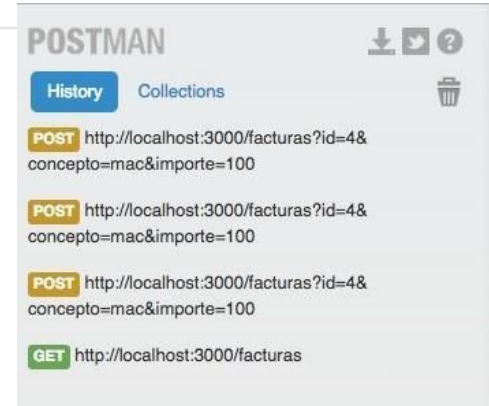 POSTMAN
History Collections
POST http://localhost:3000/facturas?id=4&
concepto=mac&importe=100
POST http://localhost:3000/facturas?id=4&
concepto=mac&importe=100
POST http://localhost:3000/facturas?id=4&
concepto=mac&importe=100
GET http://localhost:3000/facturas